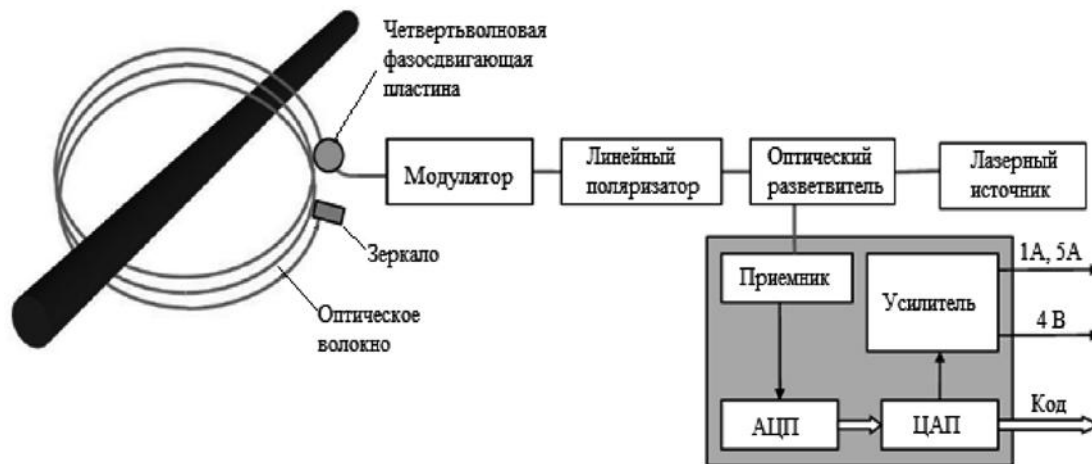 Четвертьволновая
фазосдвигающая
пластина
Модулятор
Линейный
поляризатор
Оптический
разветвитель
Лазерный
источник
Зеркало
Оптическое
волокно
Приемник
Усилитель
1А, 5А
4 В
АЦП
ЦАП
Код